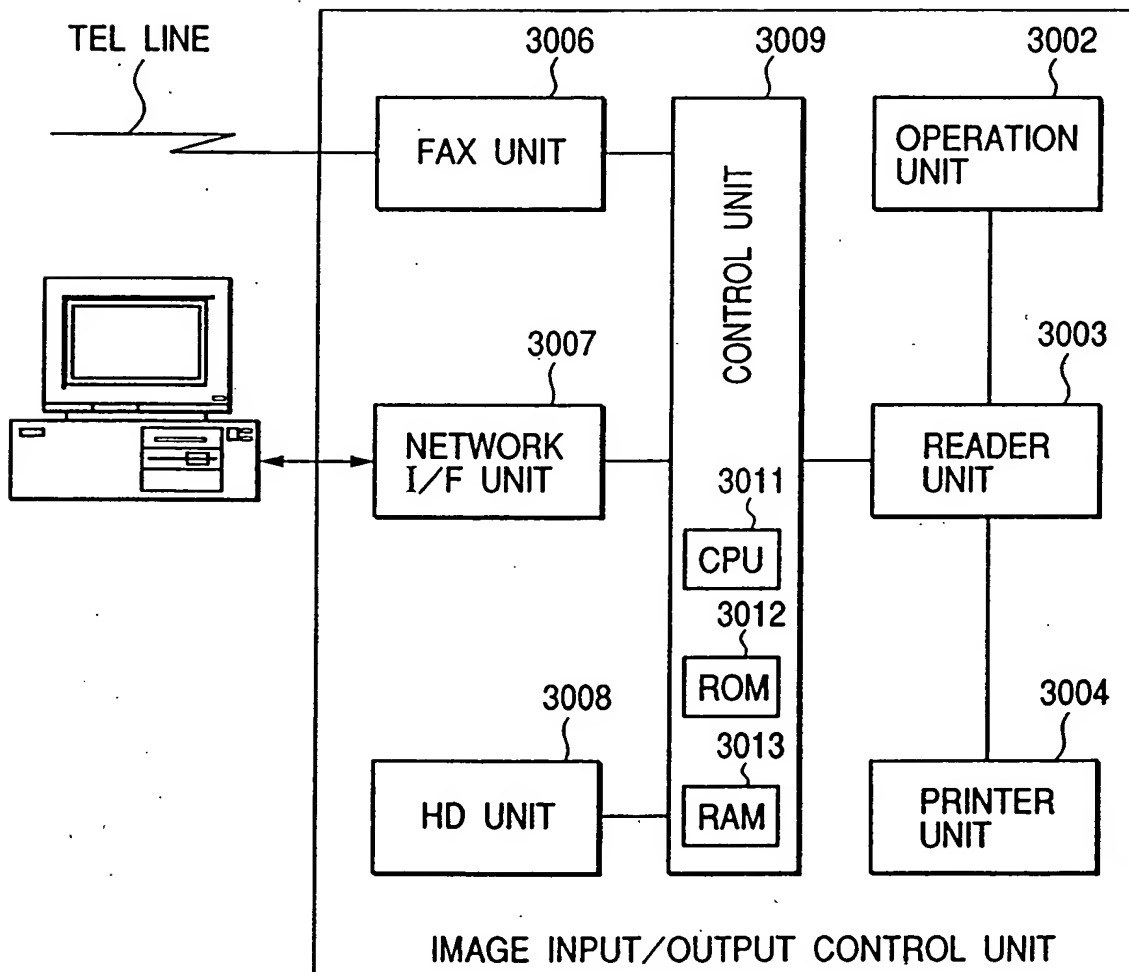 TEL LINE
3006
3009
3002
FAX UNIT
CONTROL UNIT
OPERATION
UNIT
3007
3003
NETWORK
I/F UNIT
READER
UNIT
3011
CPU
3012
ROM
3008
3013
3004
HD UNIT
RAM
PRINTER
UNIT
IMAGE INPUT/OUTPUT CONTROL UNIT